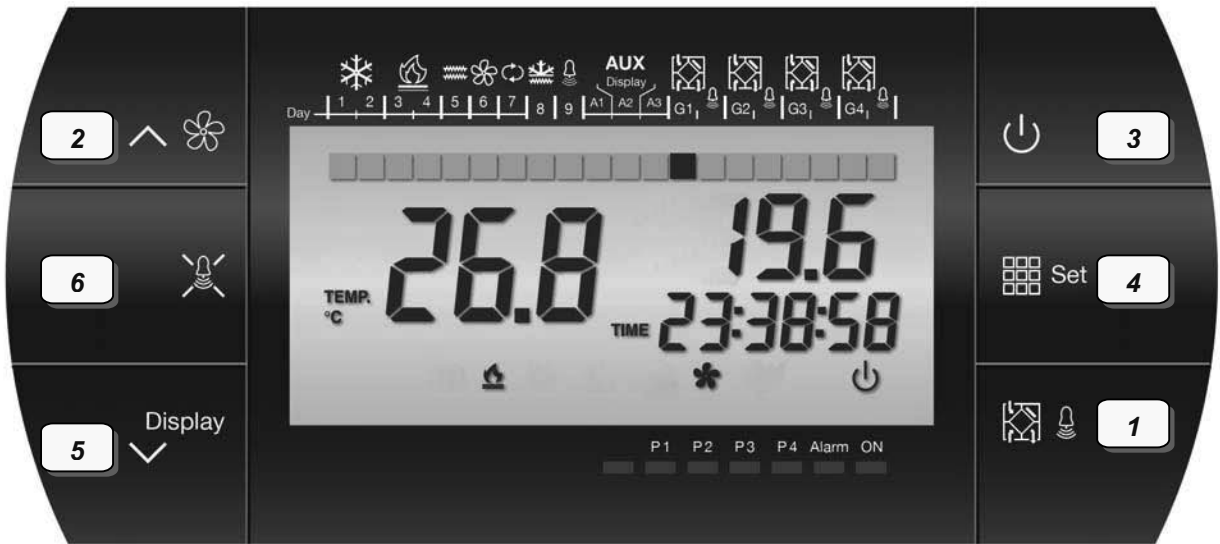 AUX
Display
Day 1 2 3 4 5 6 7 8 9 A1 A2 A3 G1 G2 G3 G4
2
3
26.8
19.6
6
Set
4
TEMP.
°C
TIME 23:38:58
Display
5
1
P1 P2 P3 P4 Alarm ON